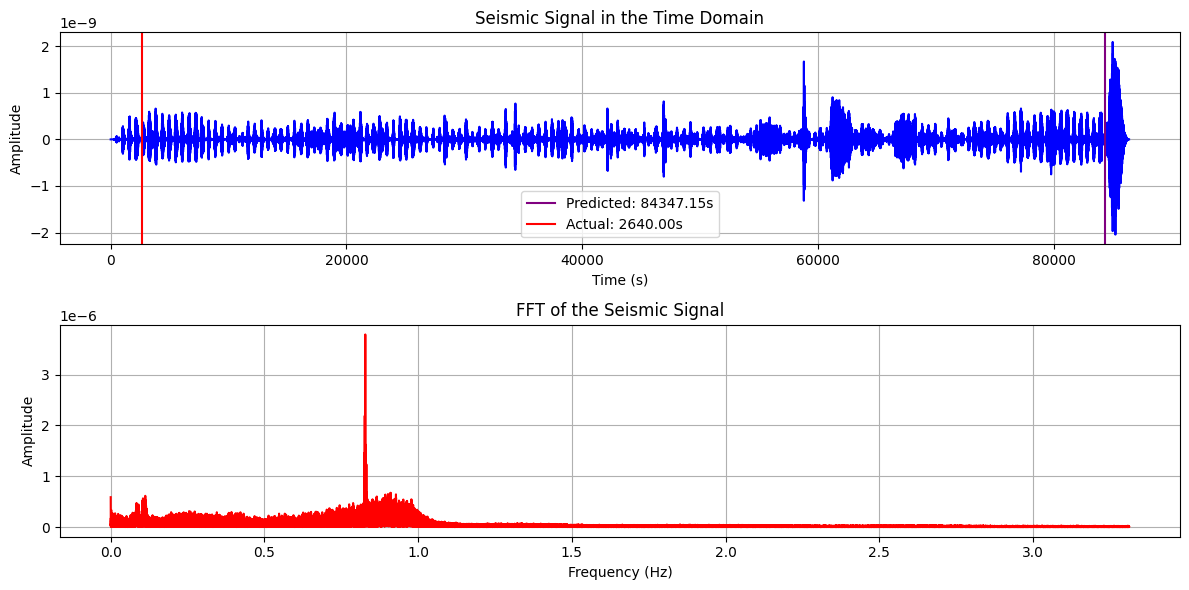 Seismic Signal in the Time Domain
1e−9
2
1
0
−1
−2
Amplitude
Predicted: 84347.15s
Actual: 2640.00s
0 20000 40000 60000 80000
Time (s)
FFT of the Seismic Signal
1e−6
3
2
1
0
Amplitude
0.0 0.5 1.0 1.5 2.0 2.5 3.0
Frequency (Hz)